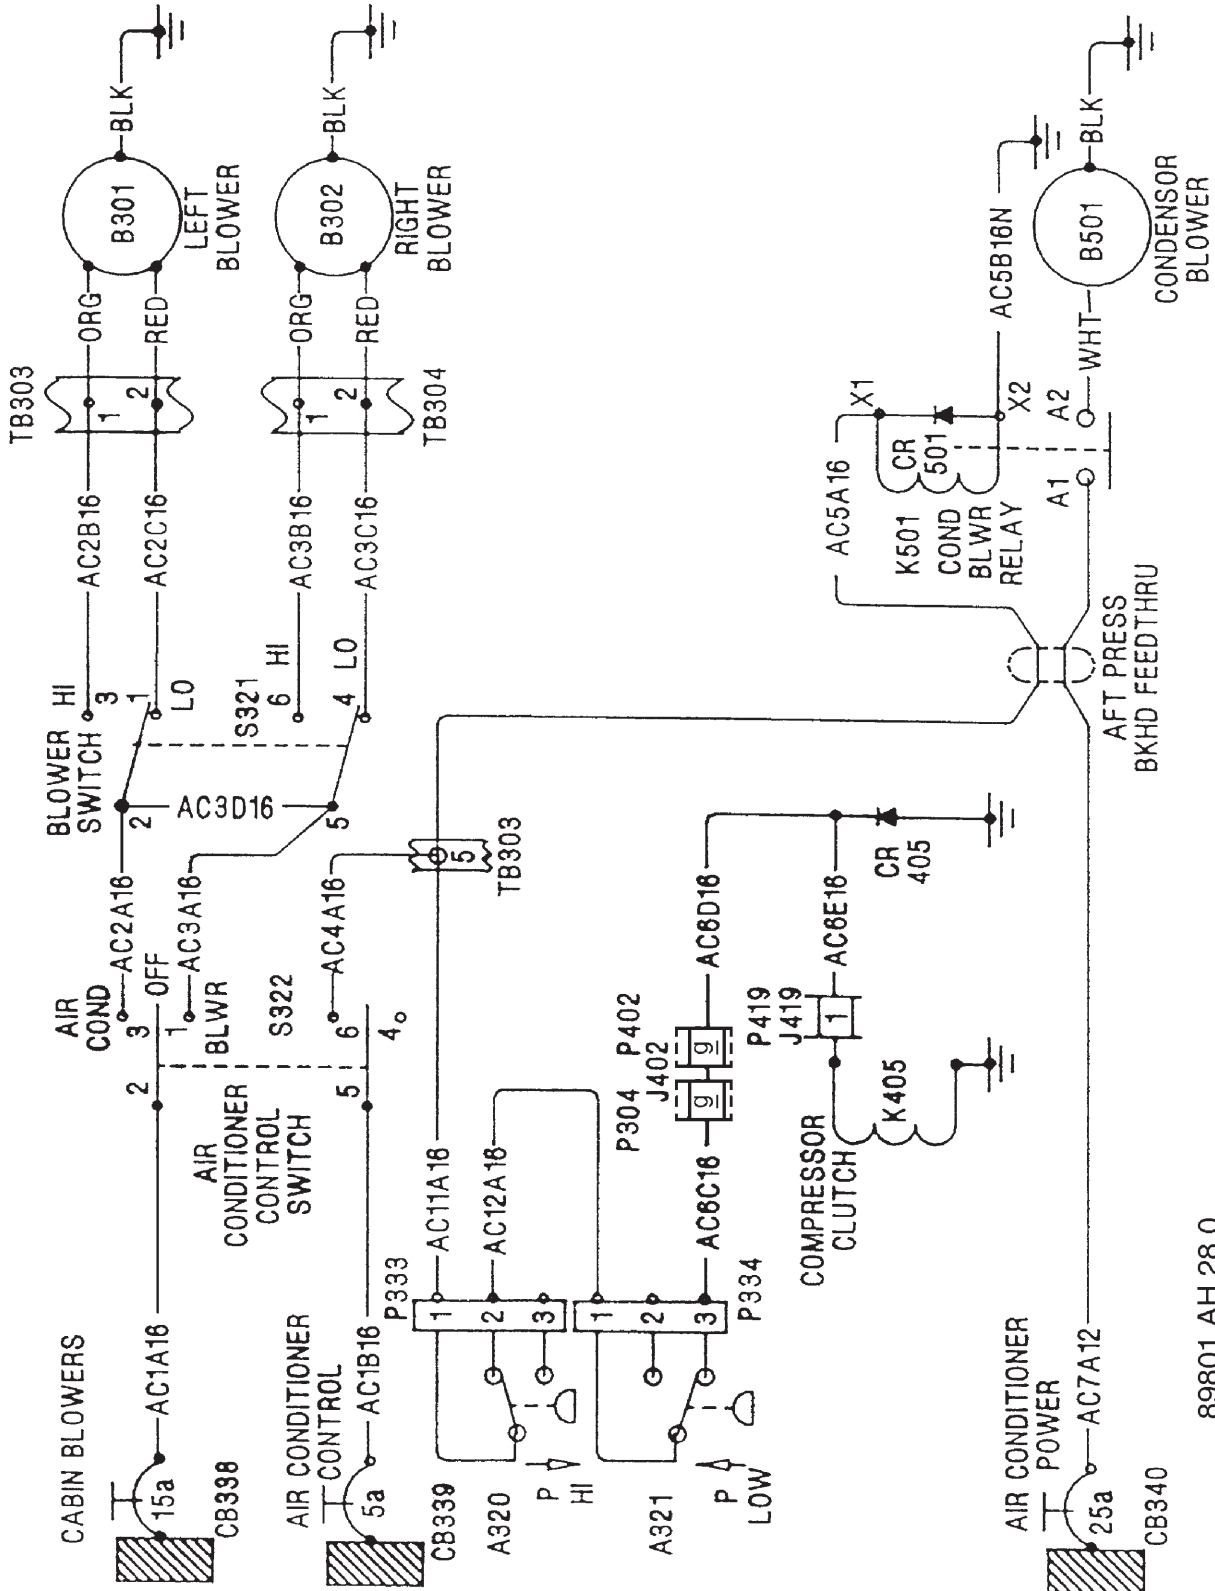 CABIN BLOWERS
15a
CB338
AC1A16
2
AIR
COND
3
OFF
1
BLWR
AC2A16
AC3A16
BLOWER
SWITCH
2
AC3D16
5
HI
3
1
LO
S321
6
HI
4
LO
AC2B16
AC2C16
AC3B16
AC3C16
TB303
1
2
1
2
TB304
ORG
RED
ORG
RED
B301
LEFT
BLOWER
B302
RIGHT
BLOWER
BLK
BLK
AIR CONDITIONER
CONTROL
5a
CB339
AC1B16
AIR
CONDITIONER
CONTROL
SWITCH
5
S322
6
4
AC4A16
5
TB303
A320
P
HI
P333
1
2
3
AC11A16
AC12A16
A321
P
LOW
P334
1
2
3
AC6C16
P304
J402
P402
g
g
AC6D16
P419
J419
1
AC6E16
CR
405
COMPRESSOR
CLUTCH
K405
AIR CONDITIONER
POWER
25a
CB340
AC7A12
AFT PRESS
BKHD FEEDTHRU
AC5A16
K501
COND
BLWR
RELAY
CR
501
X1
X2
A1
A2
AC5B16N
WHT
B501
CONDENSOR
BLOWER
BLK
89801 AH 28.0